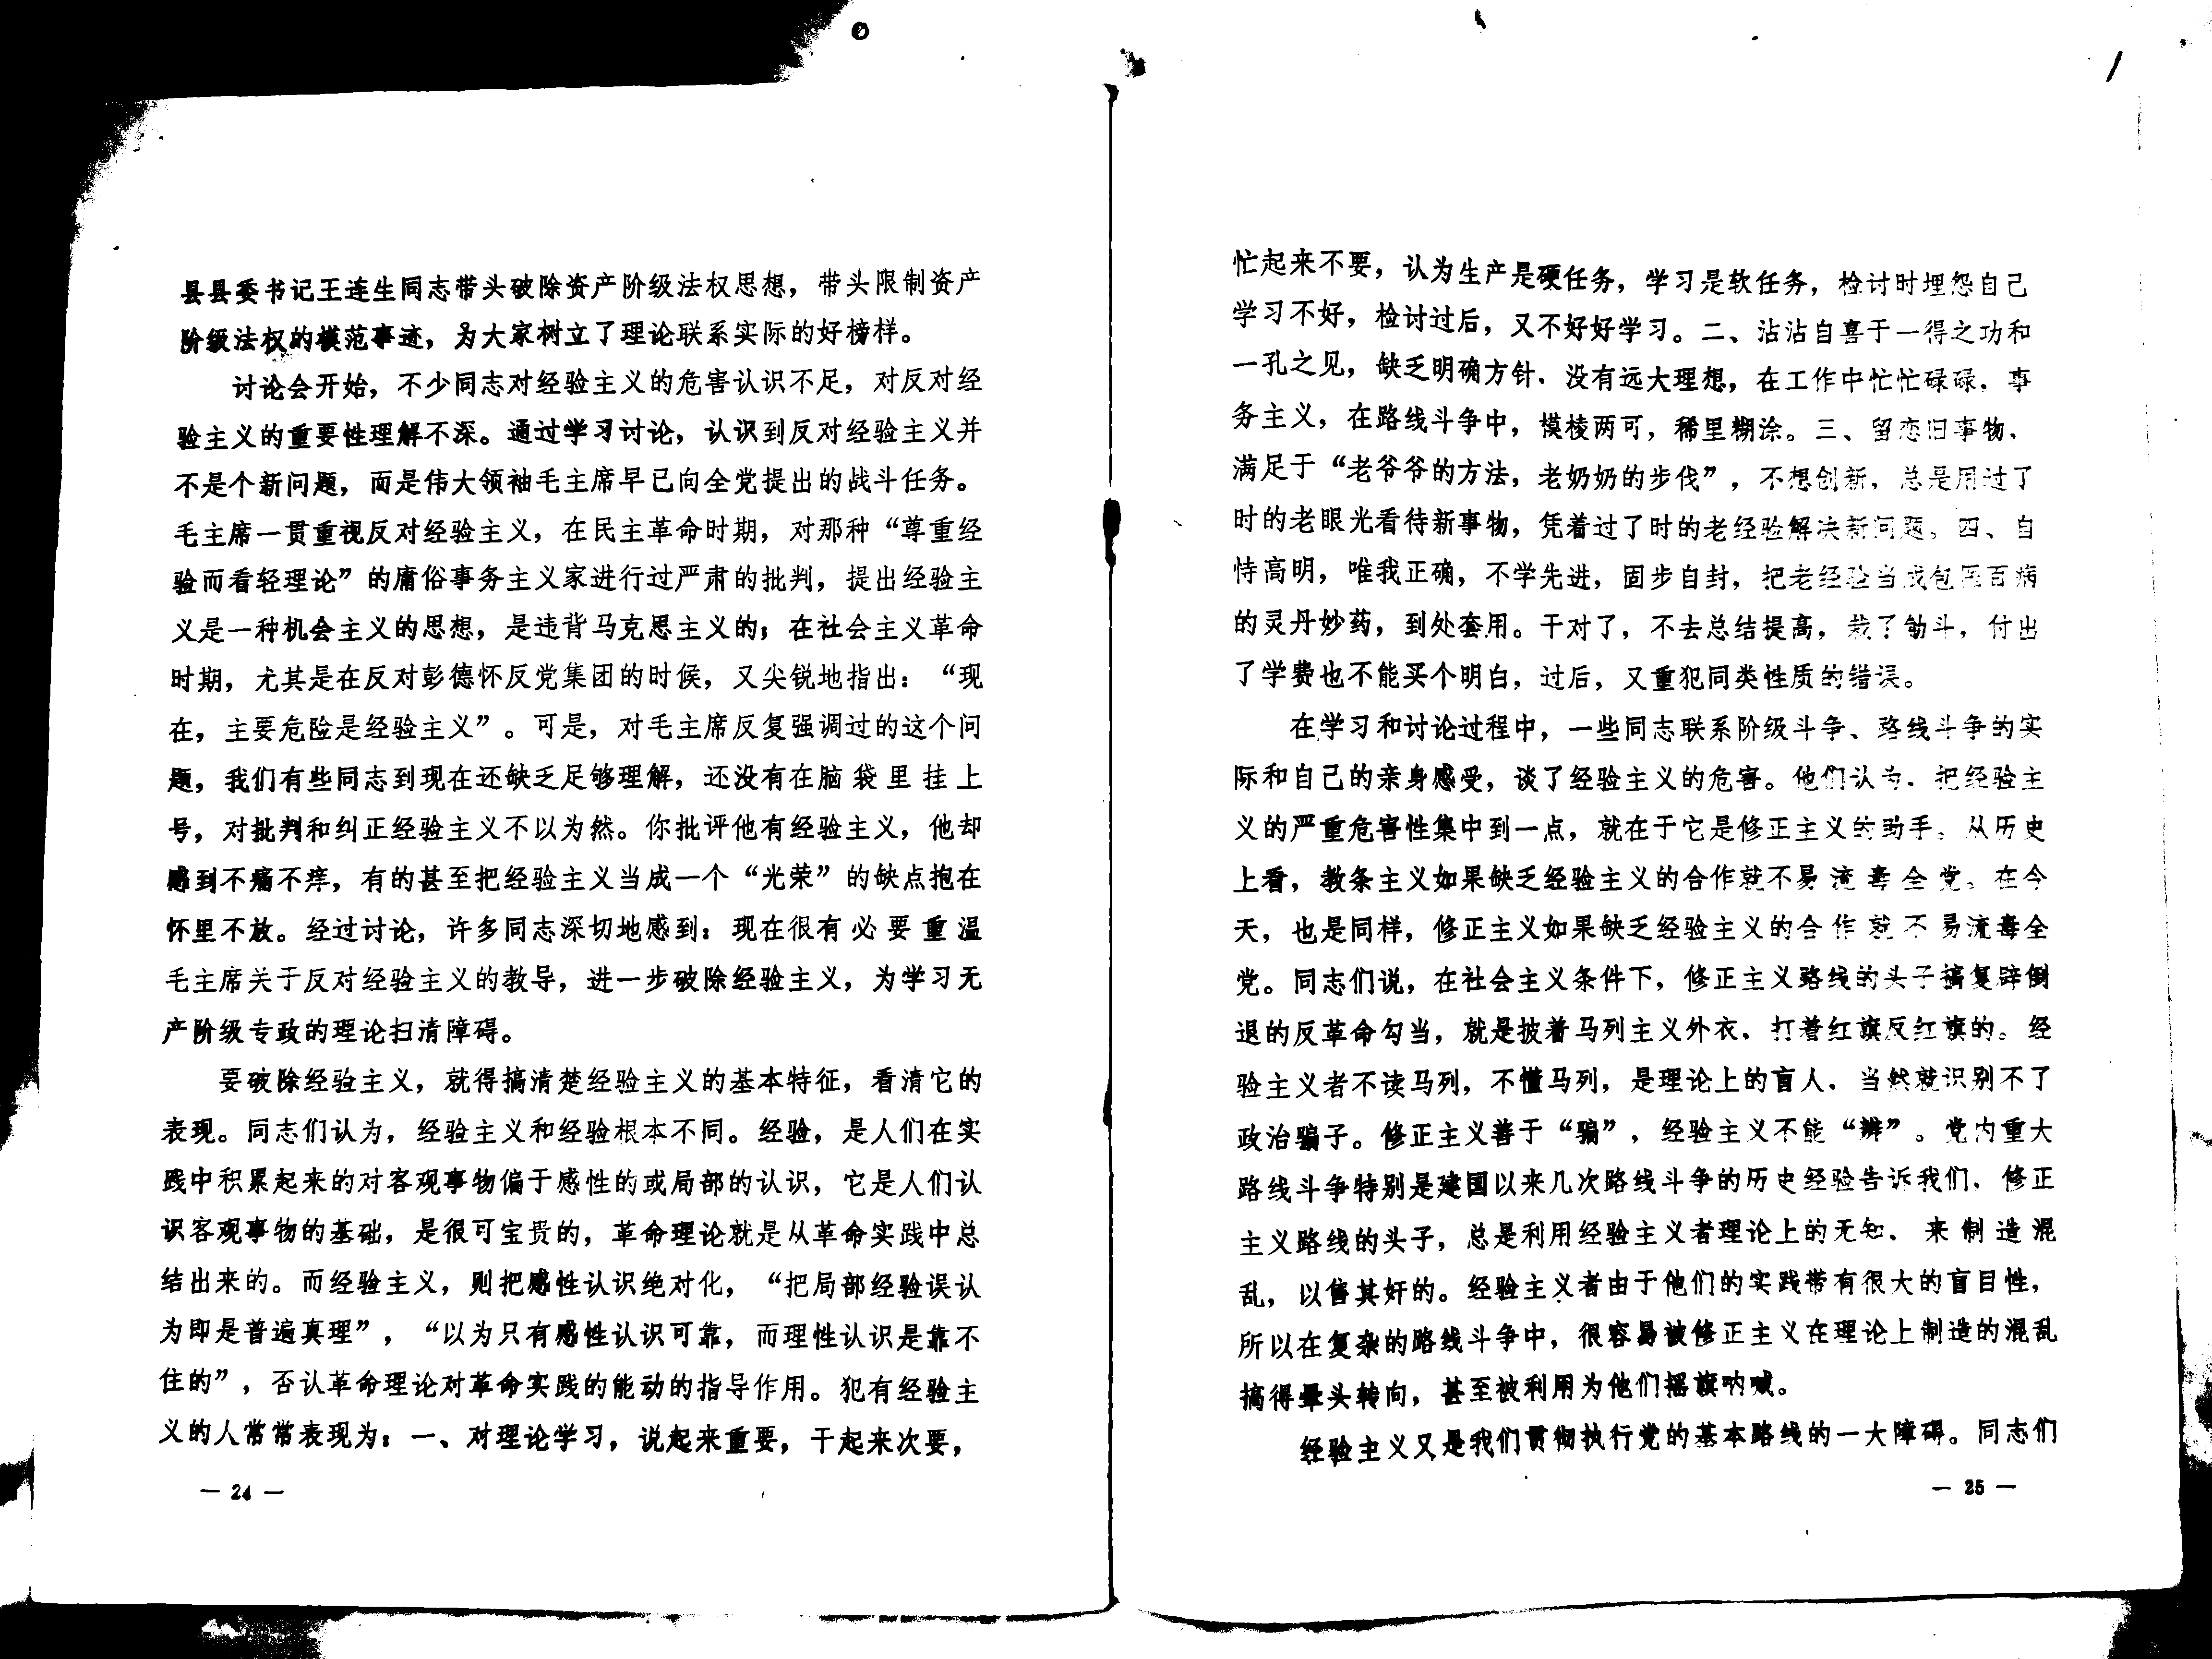 县县委书记王连生同志带头破除资产阶级法权思想，带头限制资产
阶级法权的模范事迹，为大家树立了理论联系实际的好榜样。
讨论会开始，不少同志对经验主义的危害认识不足，对反对经
验主义的重要性理解不深。通过学习讨论，认识到反对经验主义并
不是个新问题，而是伟大领袖毛主席早已向全党提出的战斗任务。
毛主席一贯重视反对经验主义，在民主革命时期，对那种“尊重经
验而看轻理论”的庸俗事务主义家进行过严肃的批判，提出经验主
义是一种机会主义的思想，是违背马克思主义的；在社会主义革命
时期，尤其是在反对彭德怀反党集团的时候，又尖锐地指出：“现
在，主要危险是经验主义”。可是，对毛主席反复强调过的这个问
题，我们有些同志到现在还缺乏足够理解，还没有在脑袋里挂上
号，对批判和纠正经验主义不以为然。你批评他有经验主义，他却
感到不痛不痒，有的甚至把经验主义当成一个“光荣”的缺点抱在
怀里不放。经过讨论，许多同志深切地感到：现在很有必要重温
毛主席关于反对经验主义的教导，进一步破除经验主义，为学习无
产阶级专政的理论扫清障碍。
要破除经验主义，就得搞清楚经验主义的基本特征，看清它的
表现。同志们认为，经验主义和经验根本不同。经验，是人们在实
践中积累起来的对客观事物偏于感性的或局部的认识，它是人们认
识客观事物的基础，是很可宝贵的，革命理论就是从革命实践中总
结出来的。而经验主义，则把感性认识绝对化，“把局部经验误认
为即是普遍真理”，“以为只有感性认识可靠，而理性认识是靠不
住的”，否认革命理论对革命实践的能动的指导作用。犯有经验主
义的人常常表现为：一、对理论学习，说起来重要，干起来次要，
— 24 —
忙起来不要，认为生产是硬任务，学习是软任务，检讨时埋怨自己
学习不好，检讨过后，又不好好学习。二、沾沾自喜于一得之功和
一孔之见，缺乏明确方针，没有远大理想，在工作中忙忙碌碌，事
务主义，在路线斗争中，模棱两可，稀里糊涂。三、留恋旧事物，
满足于“老爷爷的方法，老奶奶的步伐”，不想创新，总是用过了
时的老眼光看待新事物，凭着过了时的老经验解决新问题。四、自
恃高明，唯我正确，不学先进，固步自封，把老经验当成包医百病
的灵丹妙药，到处套用。干对了，不去总结提高，栽了觔斗，付出
了学费也不能买个明白，过后，又重犯同类性质的错误。
在学习和讨论过程中，一些同志联系阶级斗争、路线斗争的实
际和自己的亲身感受，谈了经验主义的危害。他们认为，把经验主
义的严重危害性集中到一点，就在于它是修正主义的助手。从历史
上看，教条主义如果缺乏经验主义的合作就不易流毒全党。在今
天，也是同样，修正主义如果缺乏经验主义的合作就不易流毒全
党。同志们说，在社会主义条件下，修正主义路线的头子搞复辟倒
退的反革命勾当，就是披着马列主义外衣，打着红旗反红旗的。经
验主义者不读马列，不懂马列，是理论上的盲人，当然就识别不了
政治骗子。修正主义善于“骗”，经验主义不能“辨”。党内重大
路线斗争特别是建国以来几次路线斗争的历史经验告诉我们，修正
主义路线的头子，总是利用经验主义者理论上的无知，来制造混
乱，以售其奸的。经验主义者由于他们的实践带有很大的盲目性，
所以在复杂的路线斗争中，很容易被修正主义在理论上制造的混乱
搞得晕头转向，甚至被利用为他们摇旗呐喊。
经验主义又是我们贯彻执行党的基本路线的一大障碍。同志们
— 25 —